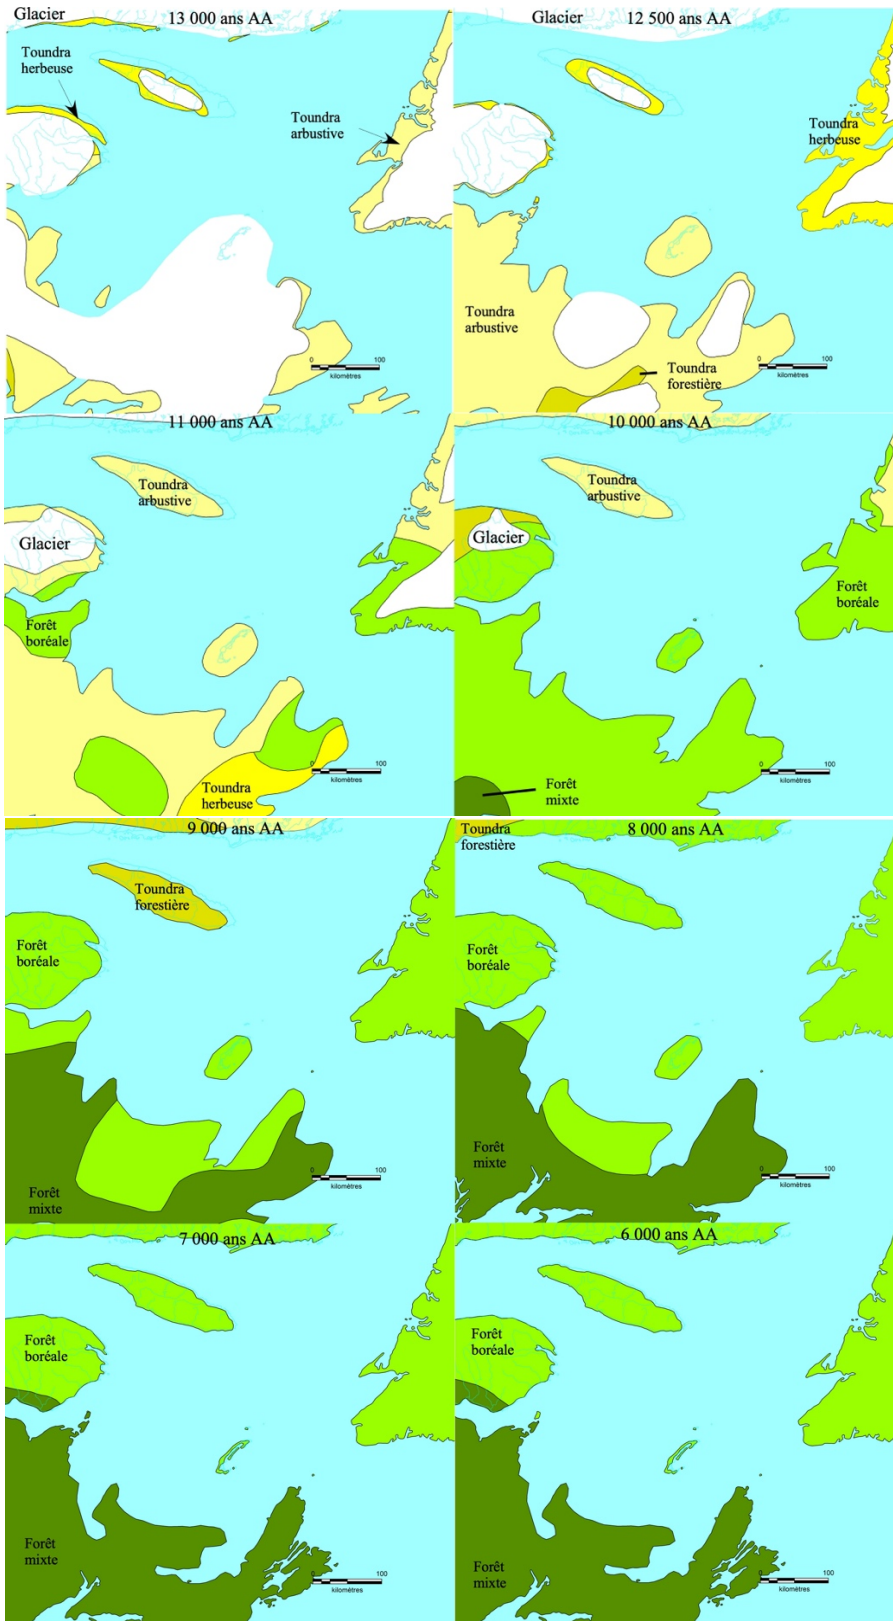 Glacier
13 000 ans AA
Toundra
herbeuse
Toundra
arbustive
0 100
kilomètres
Glacier
12 500 ans AA
Toundra
herbeuse
Toundra
arbustive
Toundra
forestière
0 100
kilomètres
11 000 ans AA
Toundra
arbustive
Glacier
Forêt
boréale
Toundra
herbeuse
0 100
kilomètres
10 000 ans AA
Toundra
arbustive
Glacier
Forêt
boréale
Forêt
mixte
0 100
kilomètres
9 000 ans AA
Toundra
forestière
Forêt
boréale
Forêt
mixte
0 100
kilomètres
Toundra
forestière
8 000 ans AA
Forêt
boréale
Forêt
mixte
0 100
kilomètres
7 000 ans AA
Forêt
boréale
Forêt
mixte
0 100
kilomètres
6 000 ans AA
Forêt
boréale
Forêt
mixte
0 100
kilomètres